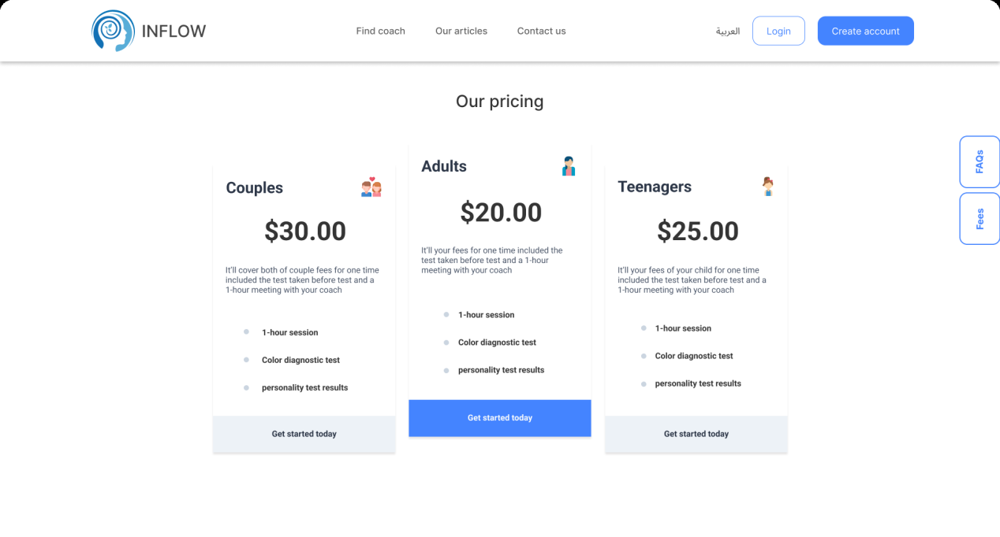 INFLOW
Find coach
Our articles
Contact us
العربية
Login
Create account
Our pricing
Couples
$30.00
It'll cover both of couple fees for one time
included the test taken before test and a
1-hour meeting with your coach
1-hour session
Color diagnostic test
personality test results
Get started today
Adults
$20.00
It'll your fees for one time included the
test taken before test and a 1-hour
meeting with your coach
1-hour session
Color diagnostic test
personality test results
Get started today
Teenagers
$25.00
It'll your fees of your child for one time
included the test taken before test and a
1-hour meeting with your coach
1-hour session
Color diagnostic test
personality test results
Get started today
FAQs
Fees